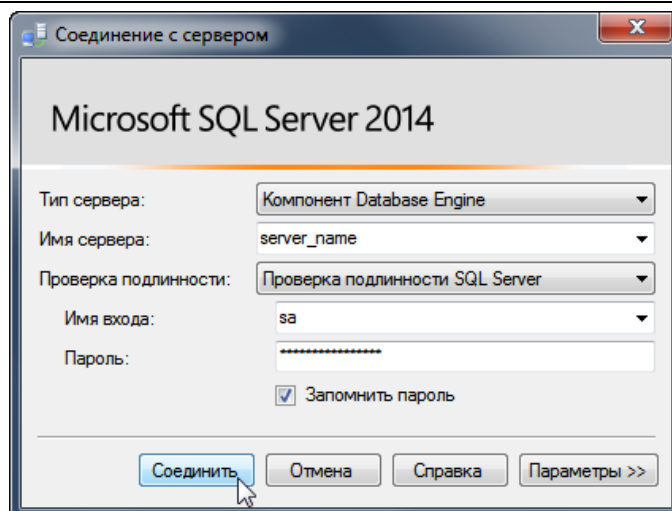 Соединение с сервером
Microsoft SQL Server 2014
Тип сервера: Компонент Database Engine
Имя сервера: server_name
Проверка подлинности: Проверка подлинности SQL Server
Имя входа: sa
Пароль: ****************
Запомнить пароль
Соединить Отмена Справка Параметры >>